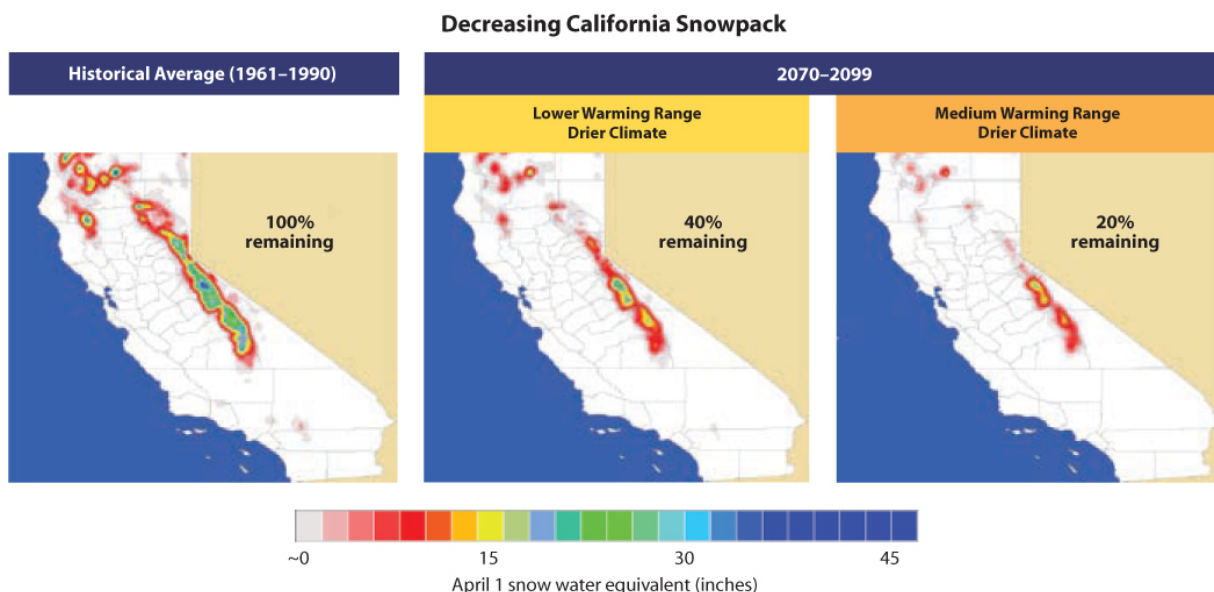 Decreasing California Snowpack
Historical Average (1961–1990)
2070–2099
Lower Warming Range
Drier Climate
Medium Warming Range
Drier Climate
100%
remaining
40%
remaining
20%
remaining
~0 15 30 45
April 1 snow water equivalent (inches)